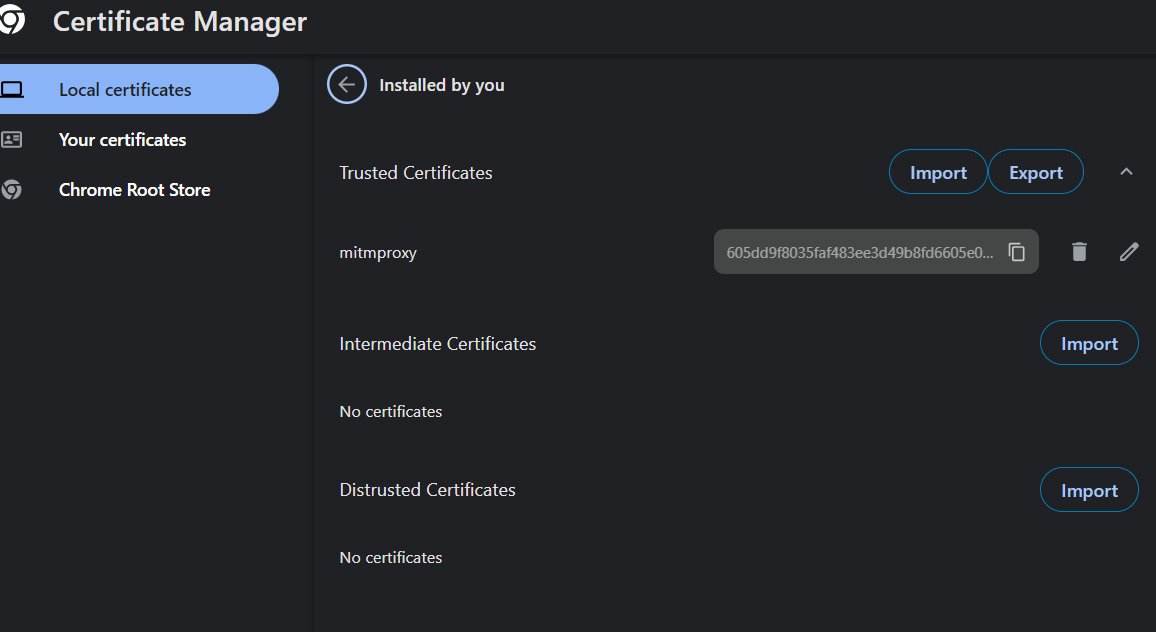 Certificate Manager
Local certificates
Your certificates
Chrome Root Store
Installed by you
Trusted Certificates
Import
Export
mitmproxy
605dd9f8035faf483ee3d49b8fd6605e0...
Intermediate Certificates
Import
No certificates
Distrusted Certificates
Import
No certificates